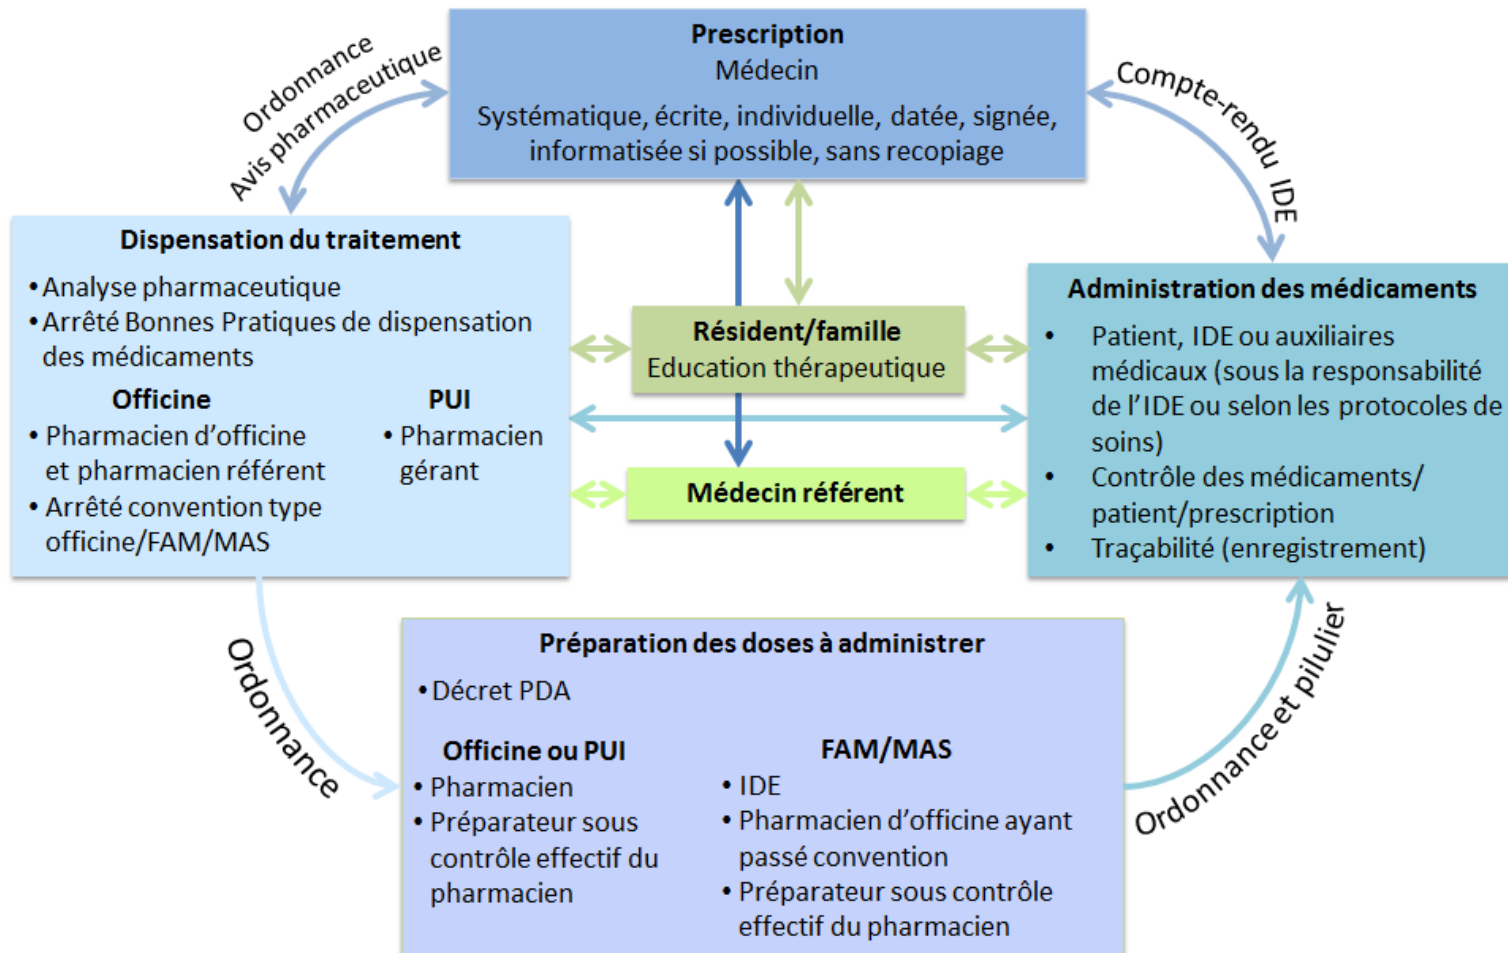 Prescription
Médecin
Systématique, écrite, individuelle, datée, signée,
informatisée si possible, sans recopiage
Ordonnance
Avis pharmaceutique
Compte-rendu IDE
Dispensation du traitement
• Analyse pharmaceutique
• Arrêté Bonnes Pratiques de dispensation
des médicaments
Officine
• Pharmacien d’officine
et pharmacien référent
• Arrêté convention type
officine/FAM/MAS
PUI
• Pharmacien
gérant
Résident/famille
Education thérapeutique
Médecin référent
Administration des médicaments
• Patient, IDE ou auxiliaires
médicaux (sous la responsabilité
de l’IDE ou selon les protocoles de
soins)
• Contrôle des médicaments/
patient/prescription
• Traçabilité (enregistrement)
Ordonnance
Ordonnance et pilulier
Préparation des doses à administrer
• Décret PDA
Officine ou PUI
• Pharmacien
• Préparateur sous
contrôle effectif du
pharmacien
FAM/MAS
• IDE
• Pharmacien d’officine ayant
passé convention
• Préparateur sous contrôle
effectif du pharmacien